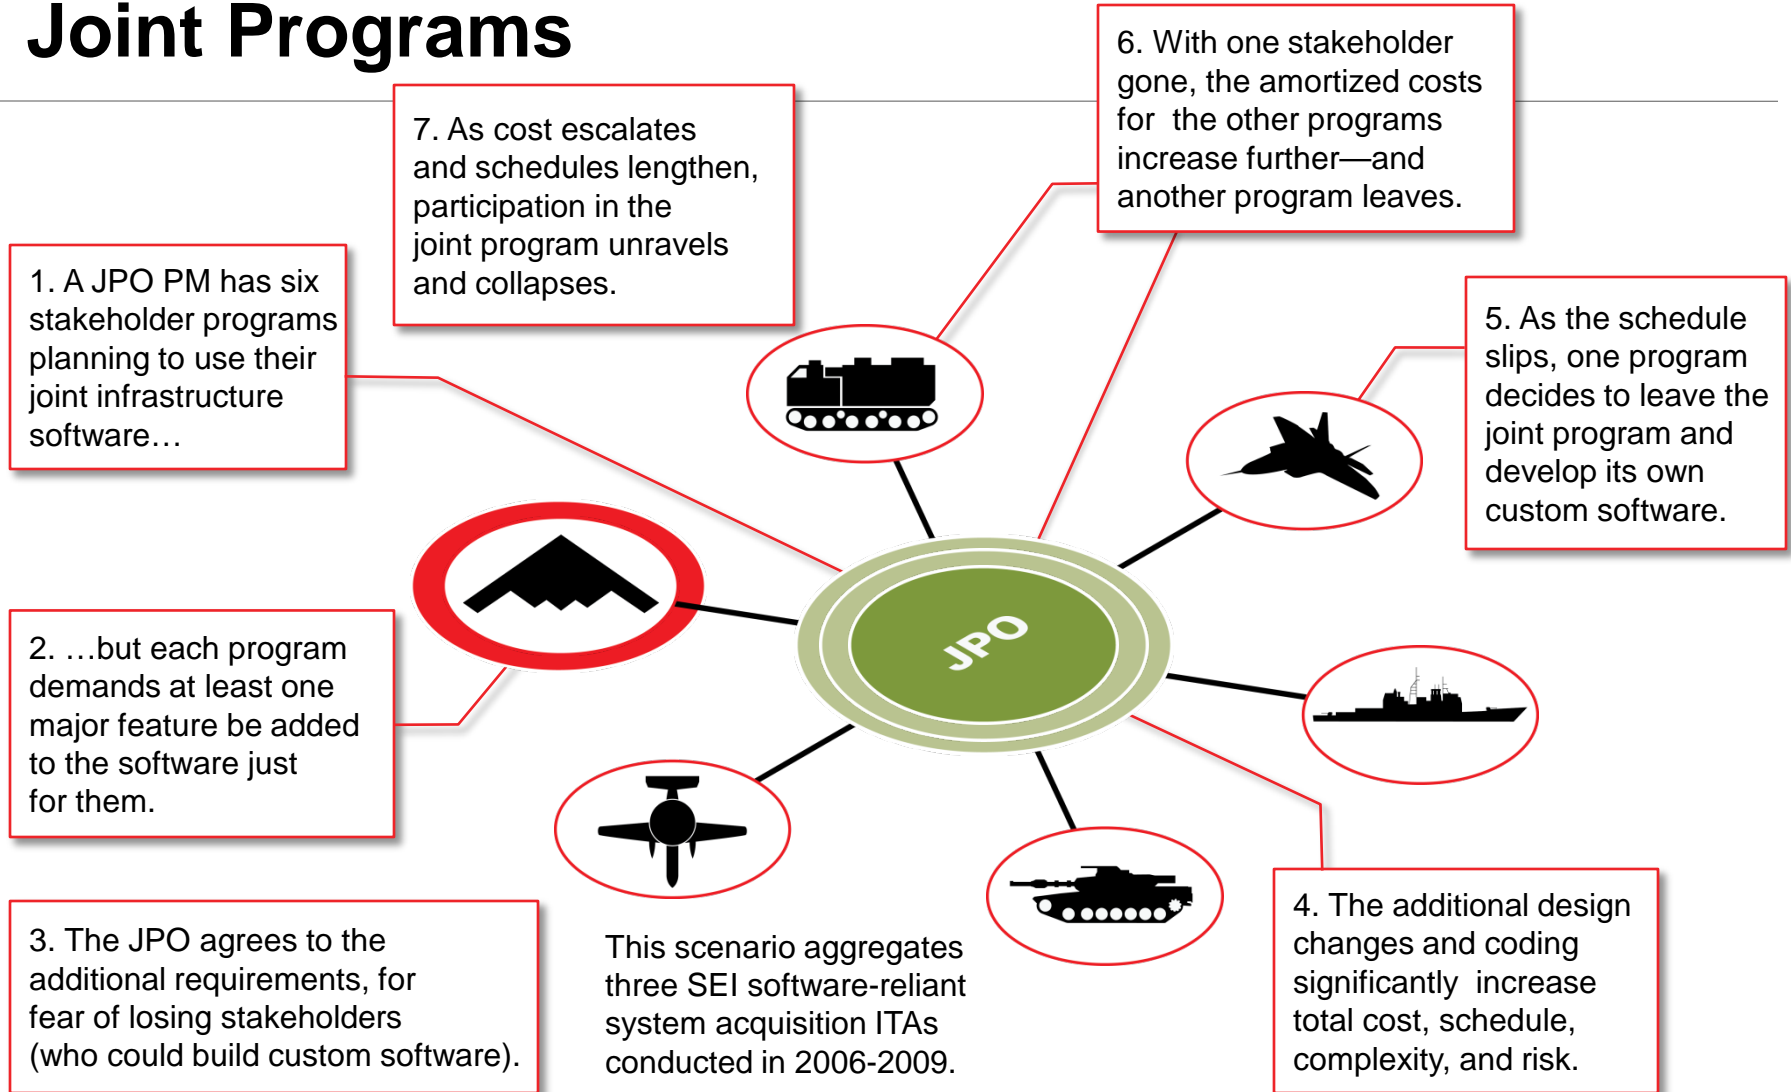 Joint Programs
1. A JPO PM has six
stakeholder programs
planning to use their
joint infrastructure
software…
2. …but each program
demands at least one
major feature be added
to the software just
for them.
3. The JPO agrees to the
additional requirements, for
fear of losing stakeholders
(who could build custom software).
4. The additional design
changes and coding
significantly  increase
total cost, schedule,
complexity, and risk.
5. As the schedule
slips, one program
decides to leave the
joint program and
develop its own
custom software.
6. With one stakeholder
gone, the amortized costs
for  the other programs
increase further—and
another program leaves.
7. As cost escalates
and schedules lengthen,
participation in the
joint program unravels
and collapses.
JPO
This scenario aggregates
three SEI software-reliant
system acquisition ITAs
conducted in 2006-2009.